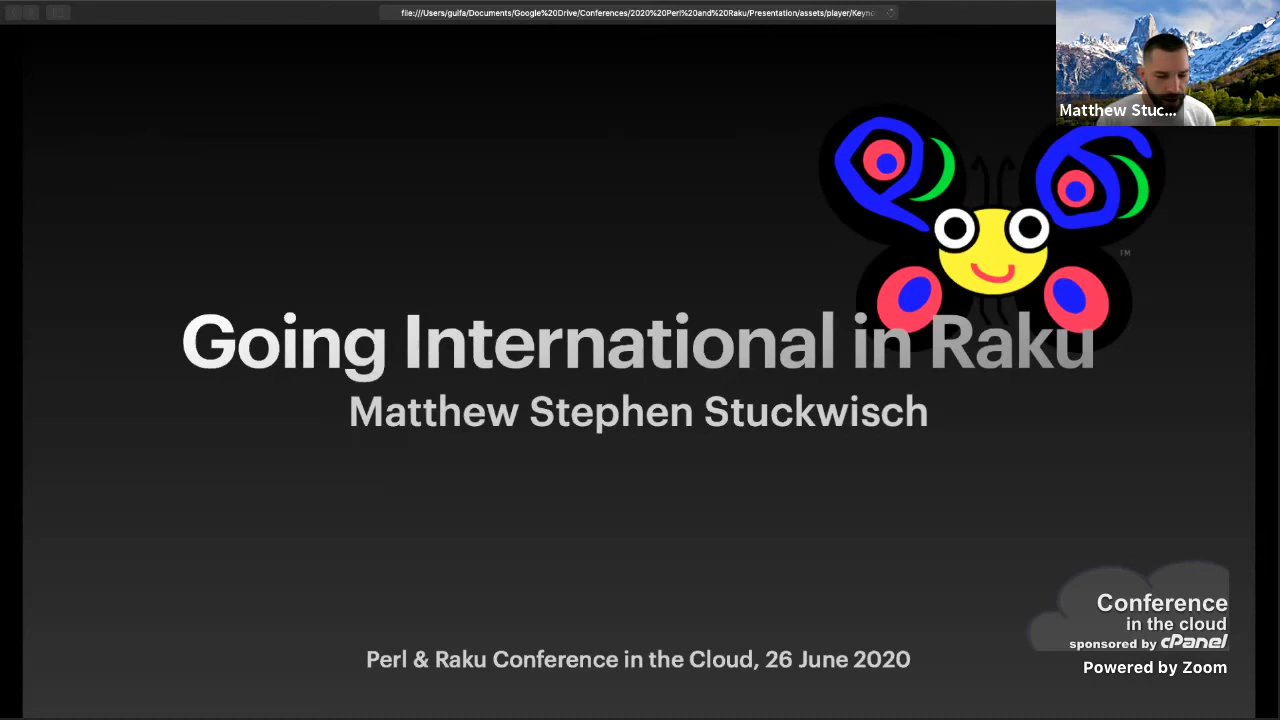 file:///Users/guifa/Documents/Google%20Drive/Conferences/2020%20Perl%20and%20Raku/Presentation/assets/player/Keyno
Matthew Stuc...
TM
Going International in Raku
Matthew Stephen Stuckwisch
Conference
in the cloud
sponsored by cPanel
Perl & Raku Conference in the Cloud, 26 June 2020
Powered by Zoom